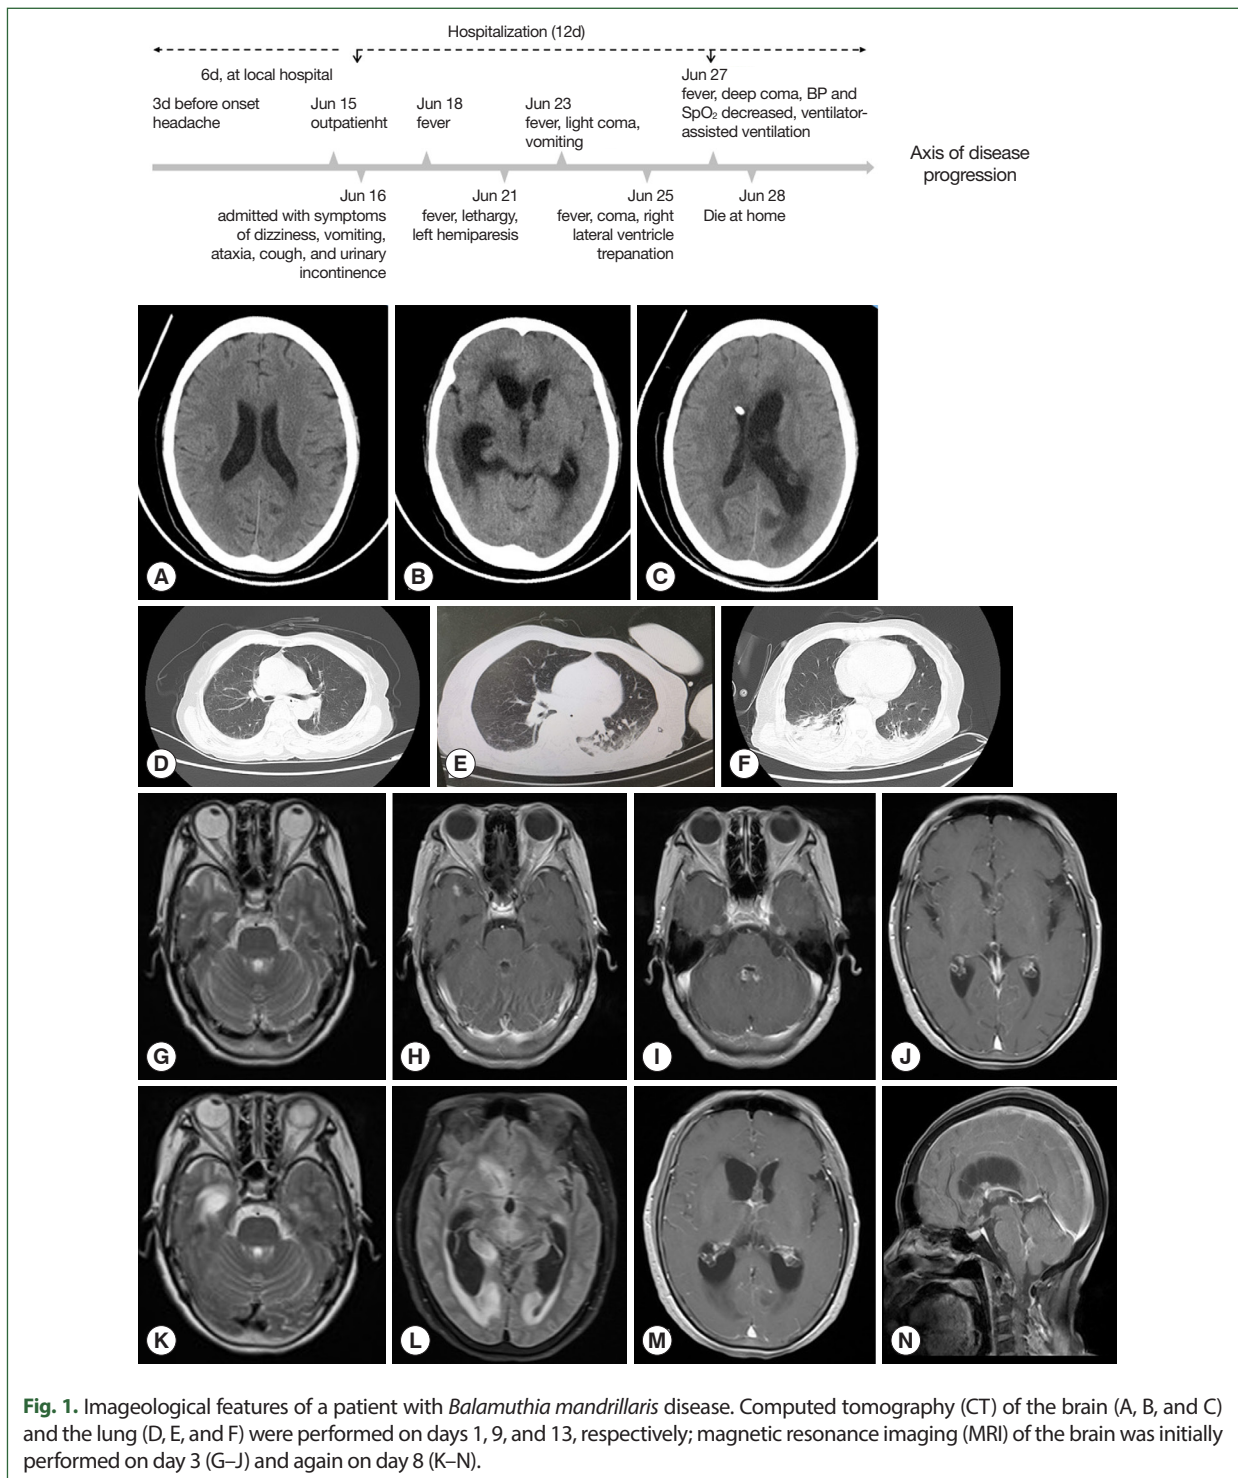 Hospitalization (12d)
6d, at local hospital
3d before onset
headache
Jun 15
outpatienht
Jun 18
fever
Jun 23
fever, light coma,
vomiting
Jun 27
fever, deep coma, BP and
SpO₂ decreased, ventilator-
assisted ventilation
Axis of disease
progression
Jun 16
admitted with symptoms
of dizziness, vomiting,
ataxia, cough, and urinary
incontinence
Jun 21
fever, lethargy,
left hemiparesis
Jun 25
fever, coma, right
lateral ventricle
trepanation
Jun 28
Die at home
A
B
C
D
E
F
G
H
I
J
K
L
M
N
Fig. 1. Imageological features of a patient with Balamuthia mandrillaris disease. Computed tomography (CT) of the brain (A, B, and C)
and the lung (D, E, and F) were performed on days 1, 9, and 13, respectively; magnetic resonance imaging (MRI) of the brain was initially
performed on day 3 (G–J) and again on day 8 (K–N).